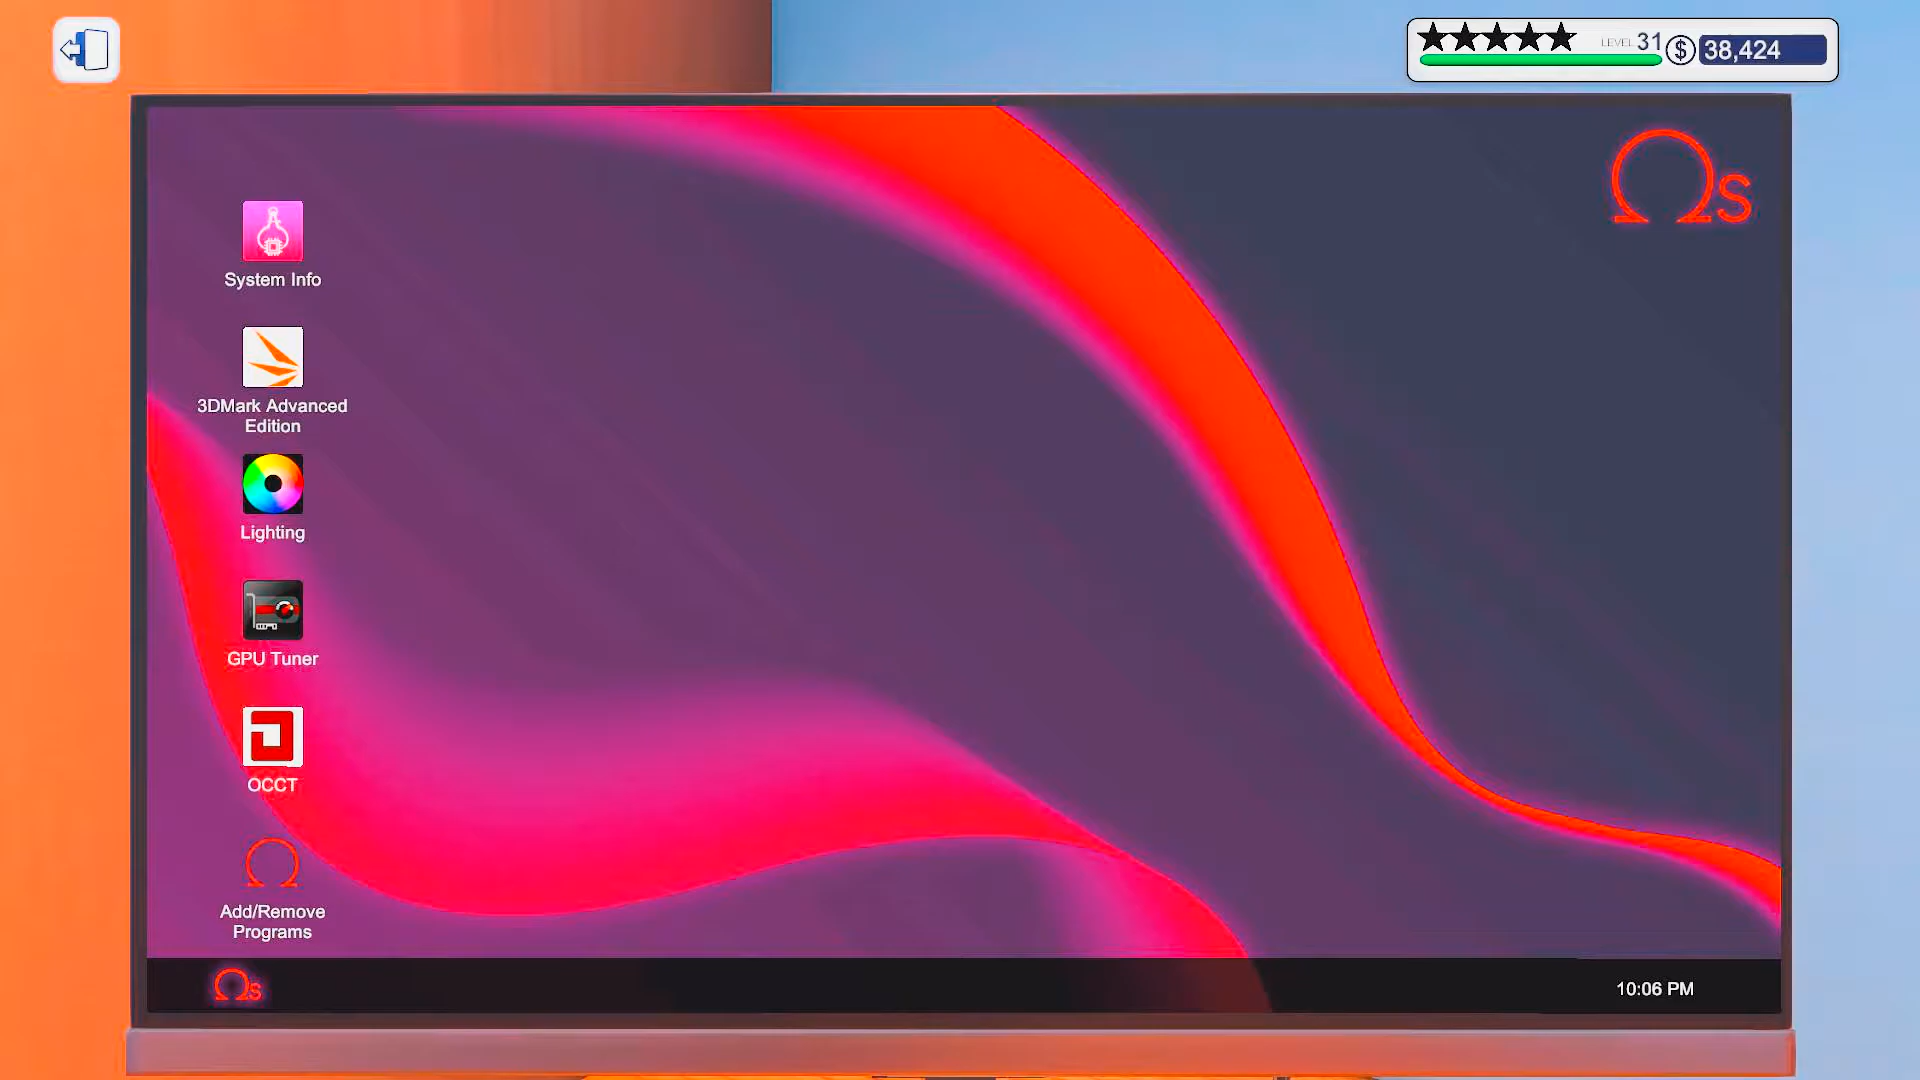 LEVEL 31
$ 38,424
Ωs
System Info
3DMark Advanced
Edition
Lighting
GPU Tuner
OCCT
Add/Remove
Programs
Ωs
10:06 PM